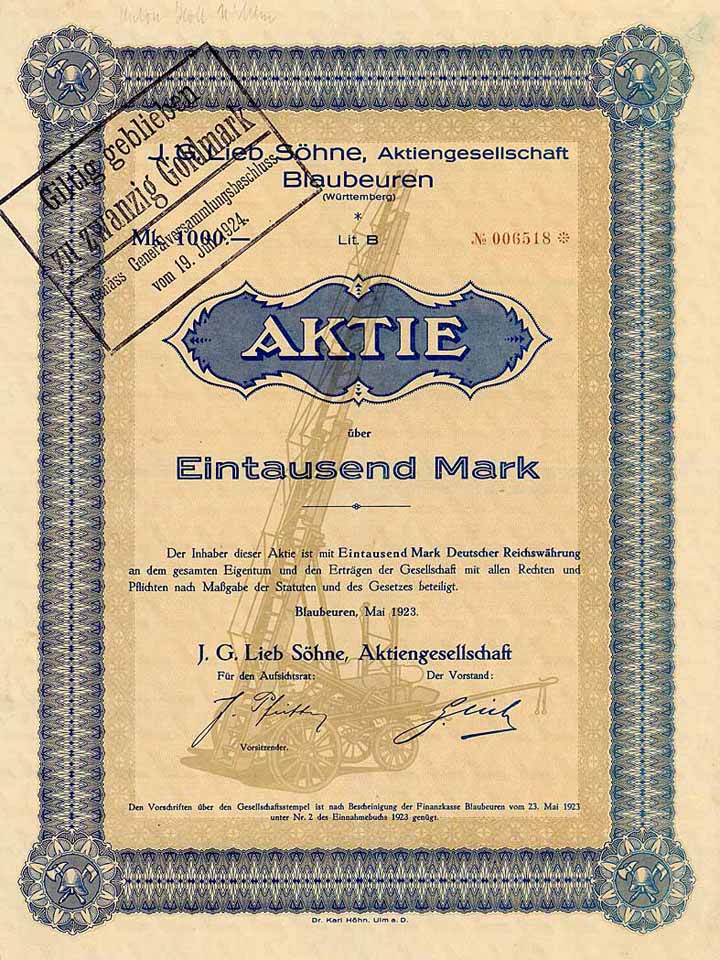 Giltig geblieben
zu Zwanzig Goldmark
gemäss Generalversammlungsbeschluss
vom 19. Juli 1924.
J. G. Lieb Söhne, Aktiengesellschaft
Blaubeuren
(Württemberg)
*
Mk. 1000.— Lit. B № 006518 *
AKTIE
über
Eintausend Mark
Der Inhaber dieser Aktie ist mit Eintausend Mark Deutscher Reichswährung
an dem gesamten Eigentum und den Erträgen der Gesellschaft mit allen Rechten und
Pflichten nach Maßgabe der Statuten und des Gesetzes beteiligt.
Blaubeuren, Mai 1923.
J. G. Lieb Söhne, Aktiengesellschaft
Für den Aufsichtsrat: Der Vorstand:
Vorsitzender.
Den Vorschriften über den Gesellschaftsstempel ist nach Bescheinigung der Finanzkasse Blaubeuren vom 23. Mai 1923
unter Nr. 2 des Einnahmebuchs 1923 genügt.
Dr. Karl Höhn, Ulm a. D.